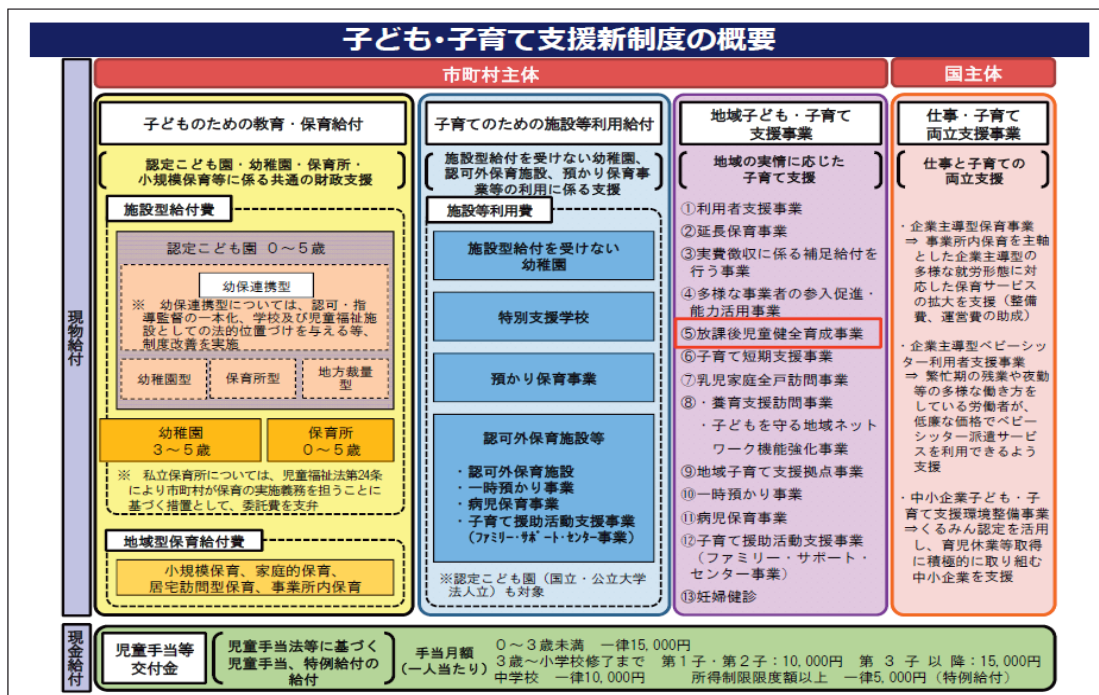 子ども・子育て支援新制度の概要
市町村主体
国主体
現物給付
子どものための教育・保育給付
認定こども園・幼稚園・保育所・
小規模保育等に係る共通の財政支援
施設型給付費
認定こども園 0～5歳
幼保連携型
※ 幼保連携型については、認可・指
導監督の一本化、学校及び児童福祉施
設としての法的位置づけを与える等、
制度改善を実施
幼稚園型
保育所型
地方裁量
型
幼稚園
3～5歳
保育所
0～5歳
※ 私立保育所については、児童福祉法第24条
により市町村が保育の実施義務を担うことに
基づく措置として、委託費を支弁
地域型保育給付費
小規模保育、家庭的保育、
居宅訪問型保育、事業所内保育
子育てのための施設等利用給付
施設型給付を受けない幼稚園、
認可外保育施設、預かり保育事
業等の利用に係る支援
施設等利用費
施設型給付を受けない
幼稚園
特別支援学校
預かり保育事業
認可外保育施設等
・認可外保育施設
・一時預かり事業
・病児保育事業
・子育て援助活動支援事業
(ﾌｧﾐﾘｰ・ｻﾎﾟｰﾄ・ｾﾝﾀｰ事業)
※認定こども園（国立・公立大学
法人立）も対象
地域子ども・子育て
支援事業
地域の実情に応じた
子育て支援
①利用者支援事業
②延長保育事業
③実費徴収に係る補足給付を
行う事業
④多様な事業者の参入促進・
能力活用事業
⑤放課後児童健全育成事業
⑥子育て短期支援事業
⑦乳児家庭全戸訪問事業
⑧・養育支援訪問事業
・子どもを守る地域ネット
ワーク機能強化事業
⑨地域子育て支援拠点事業
⑩一時預かり事業
⑪病児保育事業
⑫子育て援助活動支援事業
（ファミリー・サポート・
センター事業）
⑬妊婦健診
仕事・子育て
両立支援事業
仕事と子育ての
両立支援
・企業主導型保育事業
⇒ 事業所内保育を主軸
とした企業主導型の
多様な就労形態に対
応した保育サービス
の拡大を支援（整備
費、運営費の助成）
・企業主導型ベビーシッ
ター利用者支援事業
⇒ 繁忙期の残業や夜勤
等の多様な働き方を
している労働者が、
低廉な価格でベビー
シッター派遣サービ
スを利用できるよう
支援
・中小企業子ども・子
育て支援環境整備事業
⇒くるみん認定を活用
し、育児休業等取得
に積極的に取り組む
中小企業を支援
現金給付
児童手当等
交付金
児童手当法等に基づく
児童手当、特例給付の
給付
手当月額
（一人当たり）
0～3歳未満 一律15,000円
3歳～小学校修了まで 第1子・第2子：10,000円 第3子以降：15,000円
中学校 一律10,000円 所得制限限度額以上 一律5,000円（特例給付）